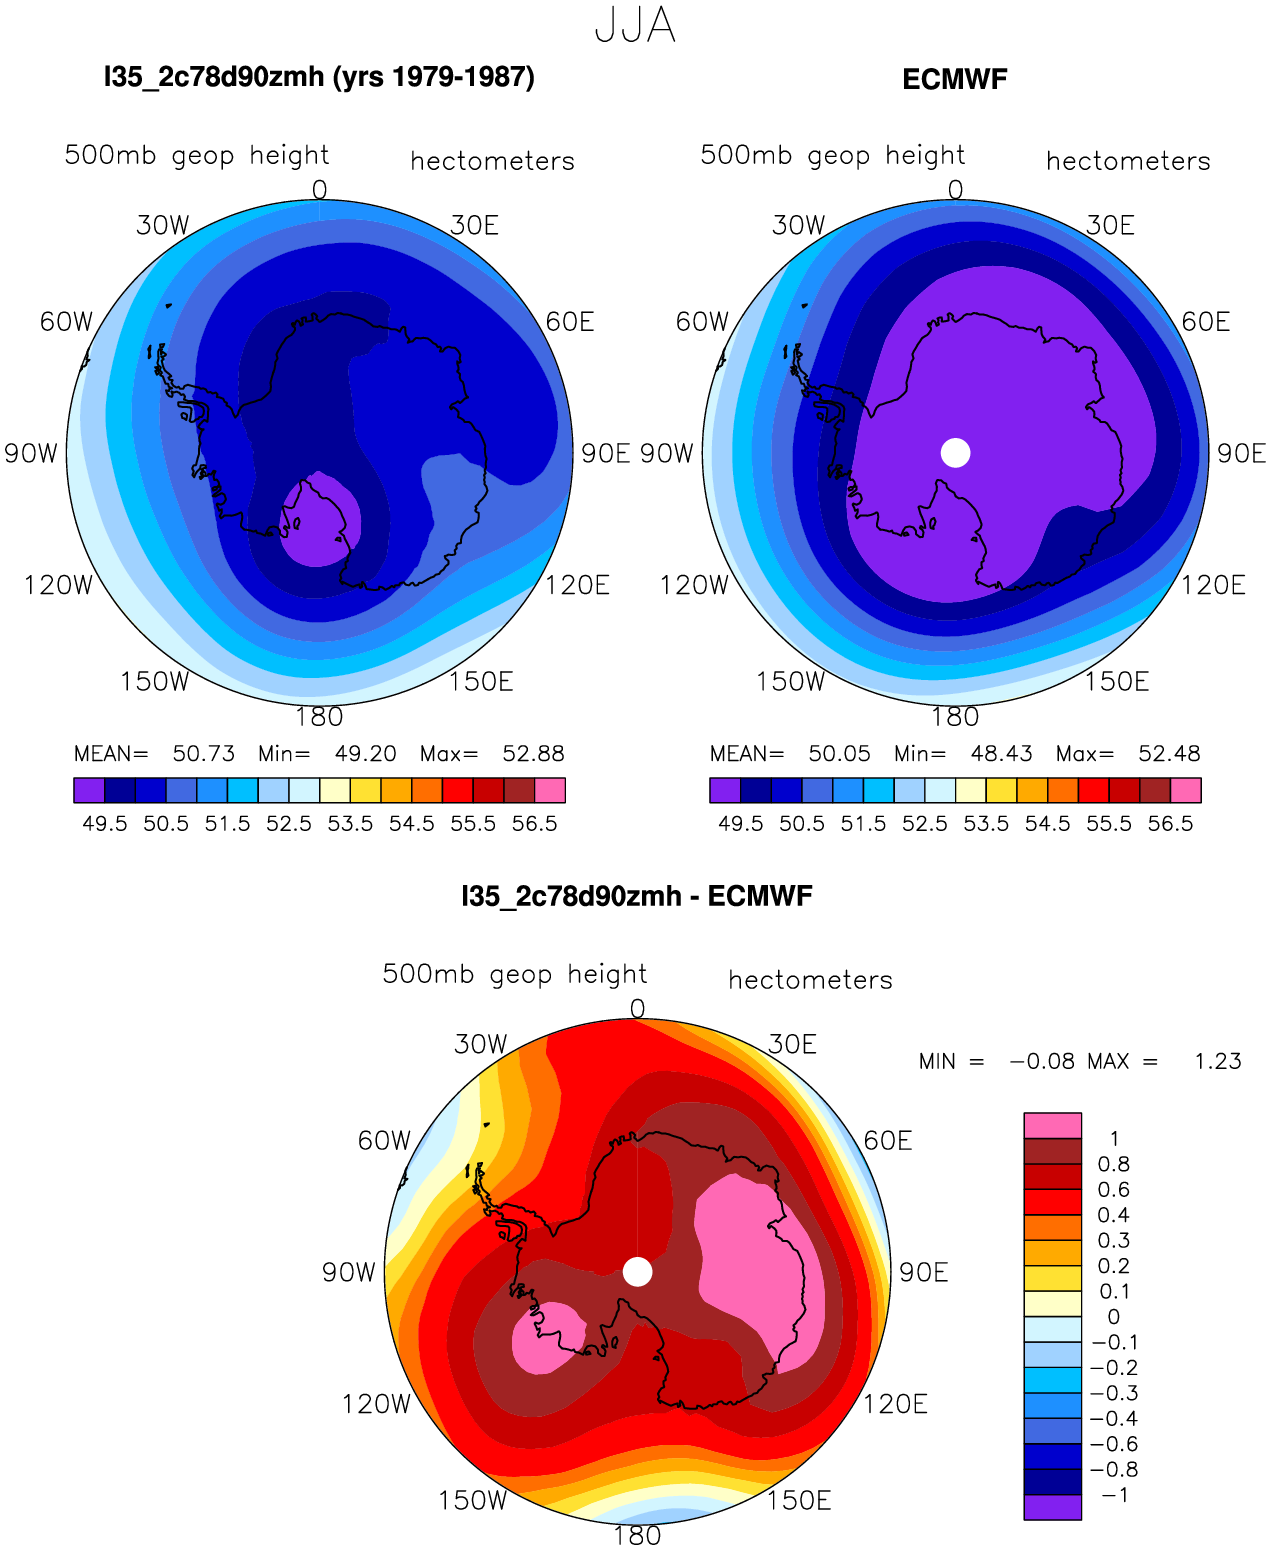 JJA
l35_2c78d90zmh (yrs 1979-1987)
ECMWF
500mb geop height hectometers
500mb geop height hectometers
0
0
30W 30E
30W 30E
60W 60E
60W 60E
90W 90E
90W 90E
120W 120E
120W 120E
150W 150E
150W 150E
180
180
MEAN= 50.73 Min= 49.20 Max= 52.88
MEAN= 50.05 Min= 48.43 Max= 52.48
49.5 50.5 51.5 52.5 53.5 54.5 55.5 56.5
49.5 50.5 51.5 52.5 53.5 54.5 55.5 56.5
l35_2c78d90zmh - ECMWF
500mb geop height hectometers
0
30W 30E
MIN = −0.08 MAX = 1.23
60W 60E
90W 90E
120W 120E
150W 150E
180
1
0.8
0.6
0.4
0.3
0.2
0.1
0
−0.1
−0.2
−0.3
−0.4
−0.6
−0.8
−1